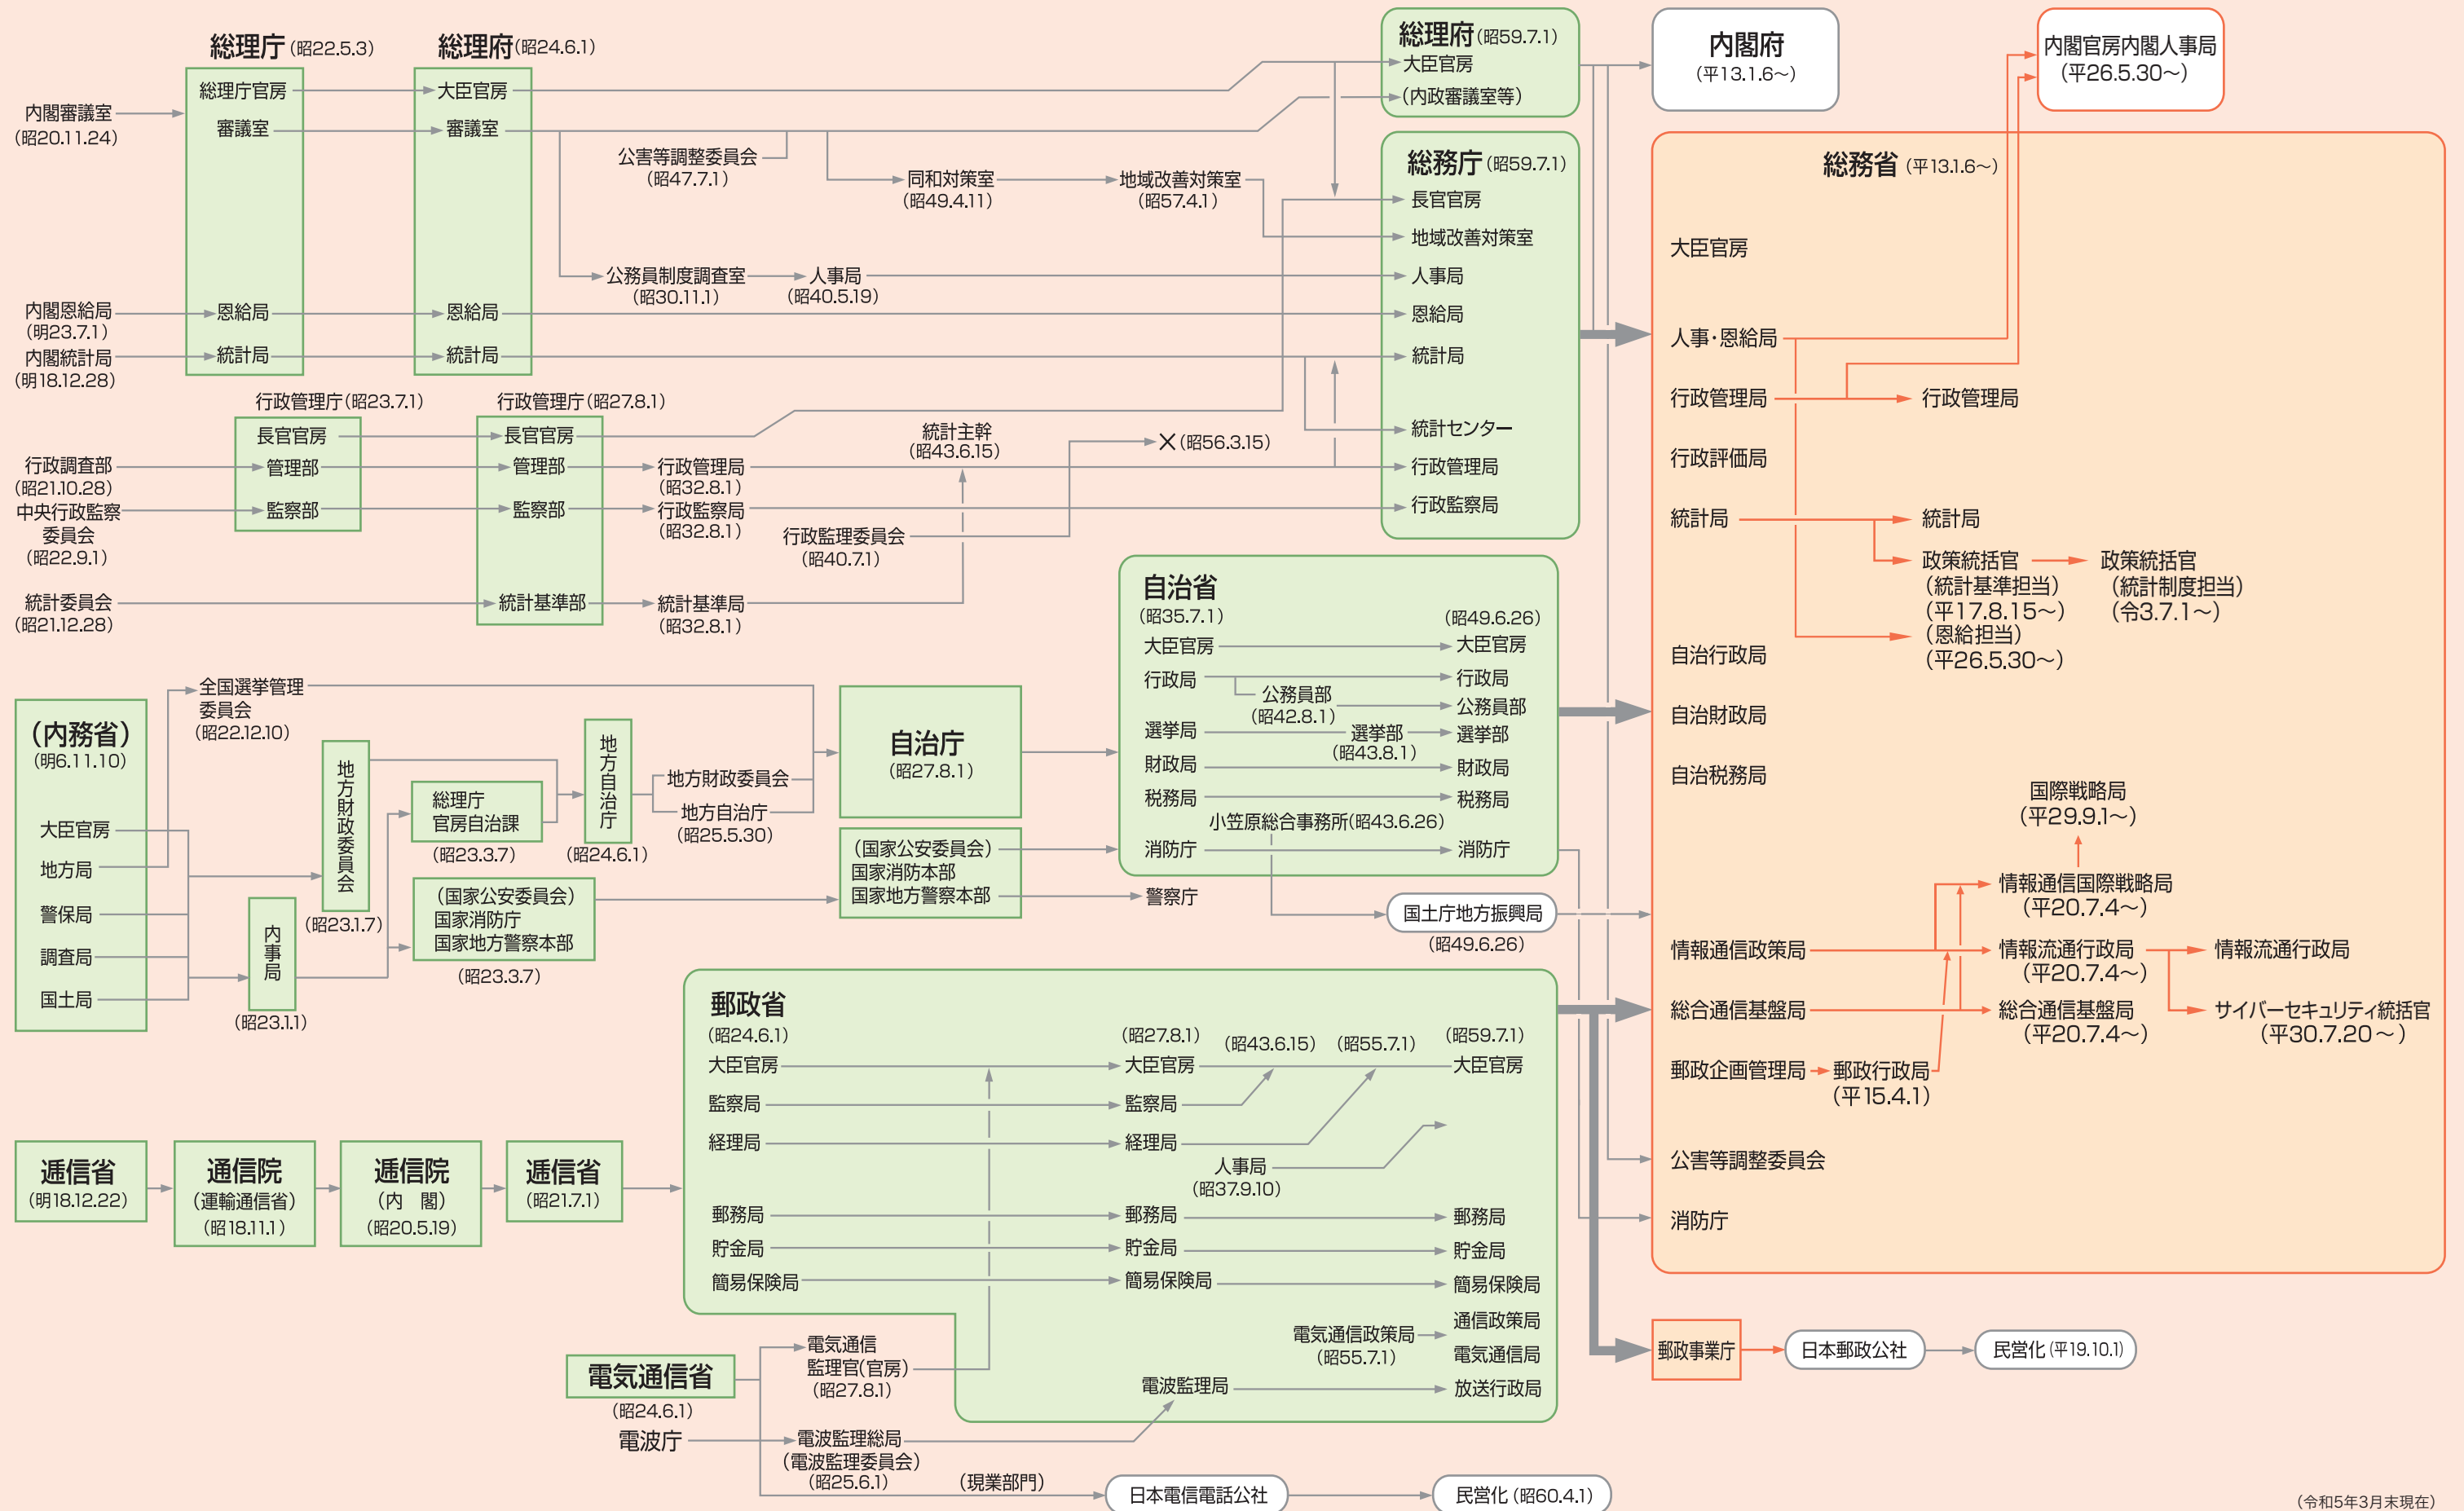 総理庁（昭22.5.3）
総理庁官房
審議室
恩給局
統計局
内閣審議室
（昭20.11.24）
内閣恩給局
（明23.7.1）
内閣統計局
（明18.12.28）
総理府（昭24.6.1）
大臣官房
審議室
恩給局
統計局
公害等調整委員会
（昭47.7.1）
同和対策室
（昭49.4.11）
地域改善対策室
（昭57.4.1）
公務員制度調査室
（昭30.11.1）
人事局
（昭40.5.19）
総理府（昭59.7.1）
大臣官房
（内政審議室等）
総務庁（昭59.7.1）
長官官房
地域改善対策室
人事局
恩給局
統計局
統計センター
行政管理局
行政監察局
行政管理庁（昭23.7.1）
長官官房
管理部
監察部
行政調査部
（昭21.10.28）
中央行政監察
委員会
（昭22.9.1）
統計委員会
（昭21.12.28）
行政管理庁（昭27.8.1）
長官官房
管理部
監察部
統計基準部
行政管理局
（昭32.8.1）
行政監察局
（昭32.8.1）
統計基準局
（昭32.8.1）
統計主幹
（昭43.6.15）
行政監理委員会
（昭40.7.1）
×（昭56.3.15）
（内務省）
（明6.11.10）
大臣官房
地方局
警保局
調査局
国土局
全国選挙管理
委員会
（昭22.12.10）
地方財政委員会
（昭23.1.7）
内事局
（昭23.1.1）
総理庁
官房自治課
（昭23.3.7）
（国家公安委員会）
国家消防庁
国家地方警察本部
（昭23.3.7）
地方自治庁
（昭24.6.1）
地方財政委員会
地方自治庁
（昭25.5.30）
自治庁
（昭27.8.1）
（国家公安委員会）
国家消防本部
国家地方警察本部
警察庁
自治省
（昭35.7.1）
大臣官房
行政局
公務員部
（昭42.8.1）
選挙局
選挙部
（昭43.8.1）
財政局
税務局
小笠原総合事務所（昭43.6.26）
消防庁
（昭49.6.26）
大臣官房
行政局
公務員部
選挙部
財政局
税務局
消防庁
国土庁地方振興局
（昭49.6.26）
逓信省
（明18.12.22）
通信院
（運輸通信省）
（昭18.11.1）
逓信院
（内　閣）
（昭20.5.19）
逓信省
（昭21.7.1）
郵政省
（昭24.6.1）
大臣官房
監察局
経理局
郵務局
貯金局
簡易保険局
（昭27.8.1）
大臣官房
監察局
経理局
（昭43.6.15）
（昭55.7.1）
人事局
（昭37.9.10）
郵務局
貯金局
簡易保険局
電気通信政策局
（昭55.7.1）
電波監理局
（昭59.7.1）
大臣官房
郵務局
貯金局
簡易保険局
通信政策局
電気通信局
放送行政局
電気通信省
（昭24.6.1）
電波庁
電気通信
監理官（官房）
（昭27.8.1）
電波監理総局
（電波監理委員会）
（昭25.6.1）
（現業部門）
日本電信電話公社
民営化（昭60.4.1）
内閣府
（平13.1.6〜）
内閣官房内閣人事局
（平26.5.30〜）
総務省（平13.1.6〜）
大臣官房
人事・恩給局
行政管理局
行政管理局
行政評価局
統計局
統計局
政策統括官
（統計基準担当）
（平17.8.15〜）
（恩給担当）
（平26.5.30〜）
政策統括官
（統計制度担当）
（令3.7.1〜）
自治行政局
自治財政局
自治税務局
国際戦略局
（平29.9.1〜）
情報通信国際戦略局
（平20.7.4〜）
情報通信政策局
情報流通行政局
（平20.7.4〜）
情報流通行政局
総合通信基盤局
総合通信基盤局
（平20.7.4〜）
サイバーセキュリティ統括官
（平30.7.20〜）
郵政企画管理局
郵政行政局
（平15.4.1）
公害等調整委員会
消防庁
郵政事業庁
日本郵政公社
民営化（平19.10.1）
（令和5年3月末現在）